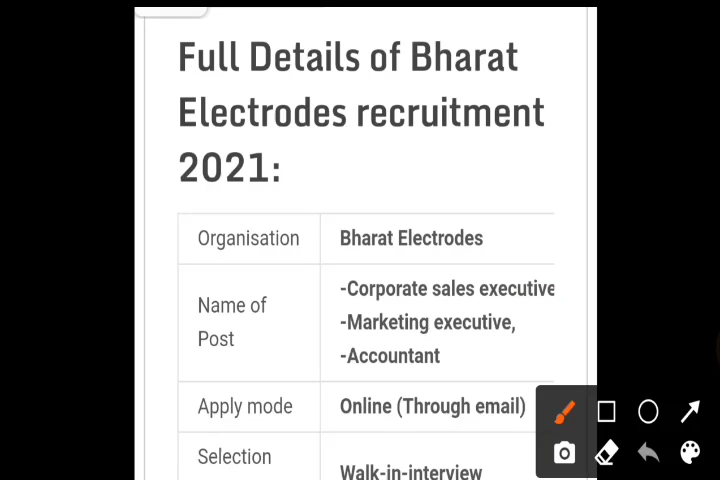 Full Details of Bharat
Electrodes recruitment
2021:
Organisation
Bharat Electrodes
Name of
Post
-Corporate sales executive
-Marketing executive,
-Accountant
Apply mode
Online (Through email)
Selection
Walk-in-interview